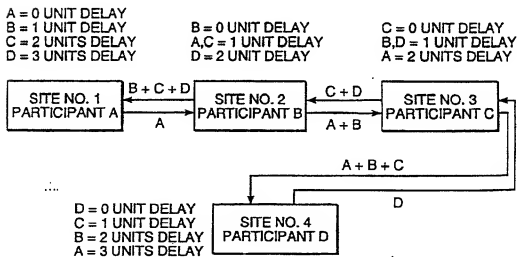 A = 0 UNIT DELAY
B = 1 UNIT DELAY
C = 2 UNITS DELAY
D = 3 UNITS DELAY
B = 0 UNIT DELAY
A,C = 1 UNIT DELAY
D = 2 UNIT DELAY
C = 0 UNIT DELAY
B,D = 1 UNIT DELAY
A = 2 UNITS DELAY
SITE NO. 1
PARTICIPANT A
B + C + D
A
SITE NO. 2
PARTICIPANT B
C + D
A + B
SITE NO. 3
PARTICIPANT C
A + B + C
D
D = 0 UNIT DELAY
C = 1 UNIT DELAY
B = 2 UNITS DELAY
A = 3 UNITS DELAY
SITE NO. 4
PARTICIPANT D